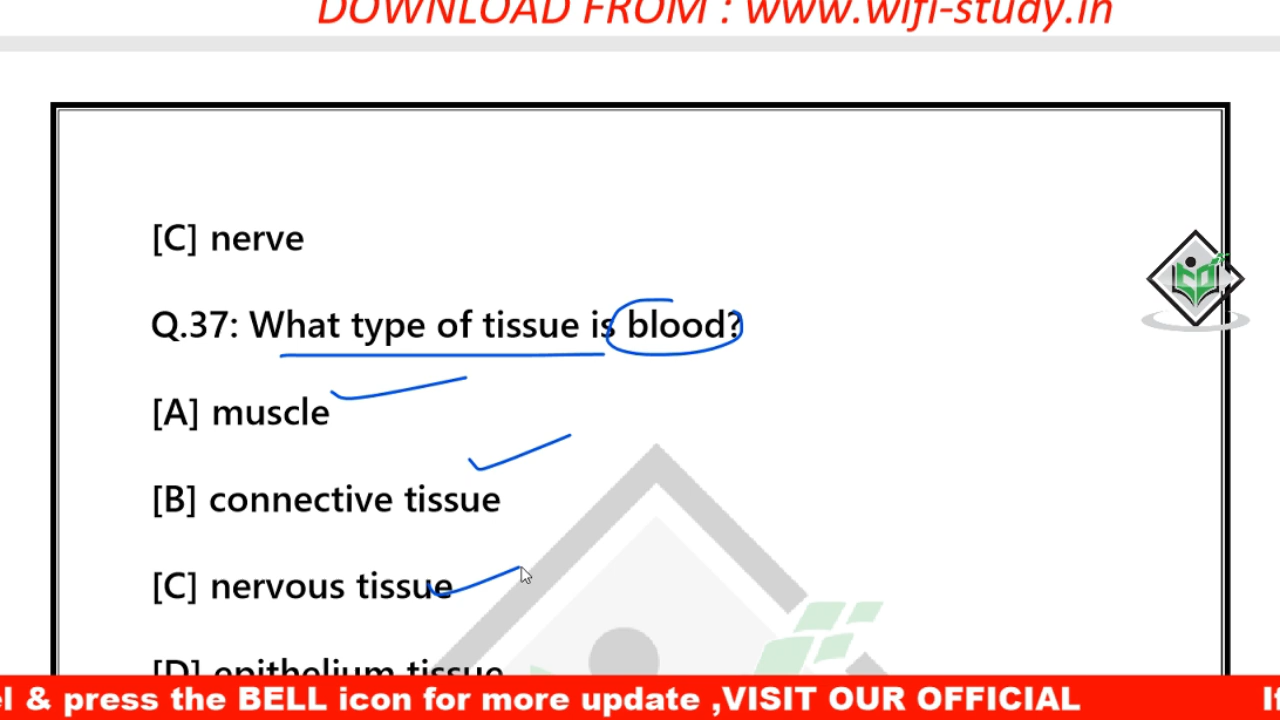 DOWNLOAD FROM : www.wifi-study.in
[C] nerve
Q.37: What type of tissue is blood?
[A] muscle
[B] connective tissue
[C] nervous tissue
[D] epithelium tissue
& press the BELL icon for more update ,VISIT OUR OFFICIAL